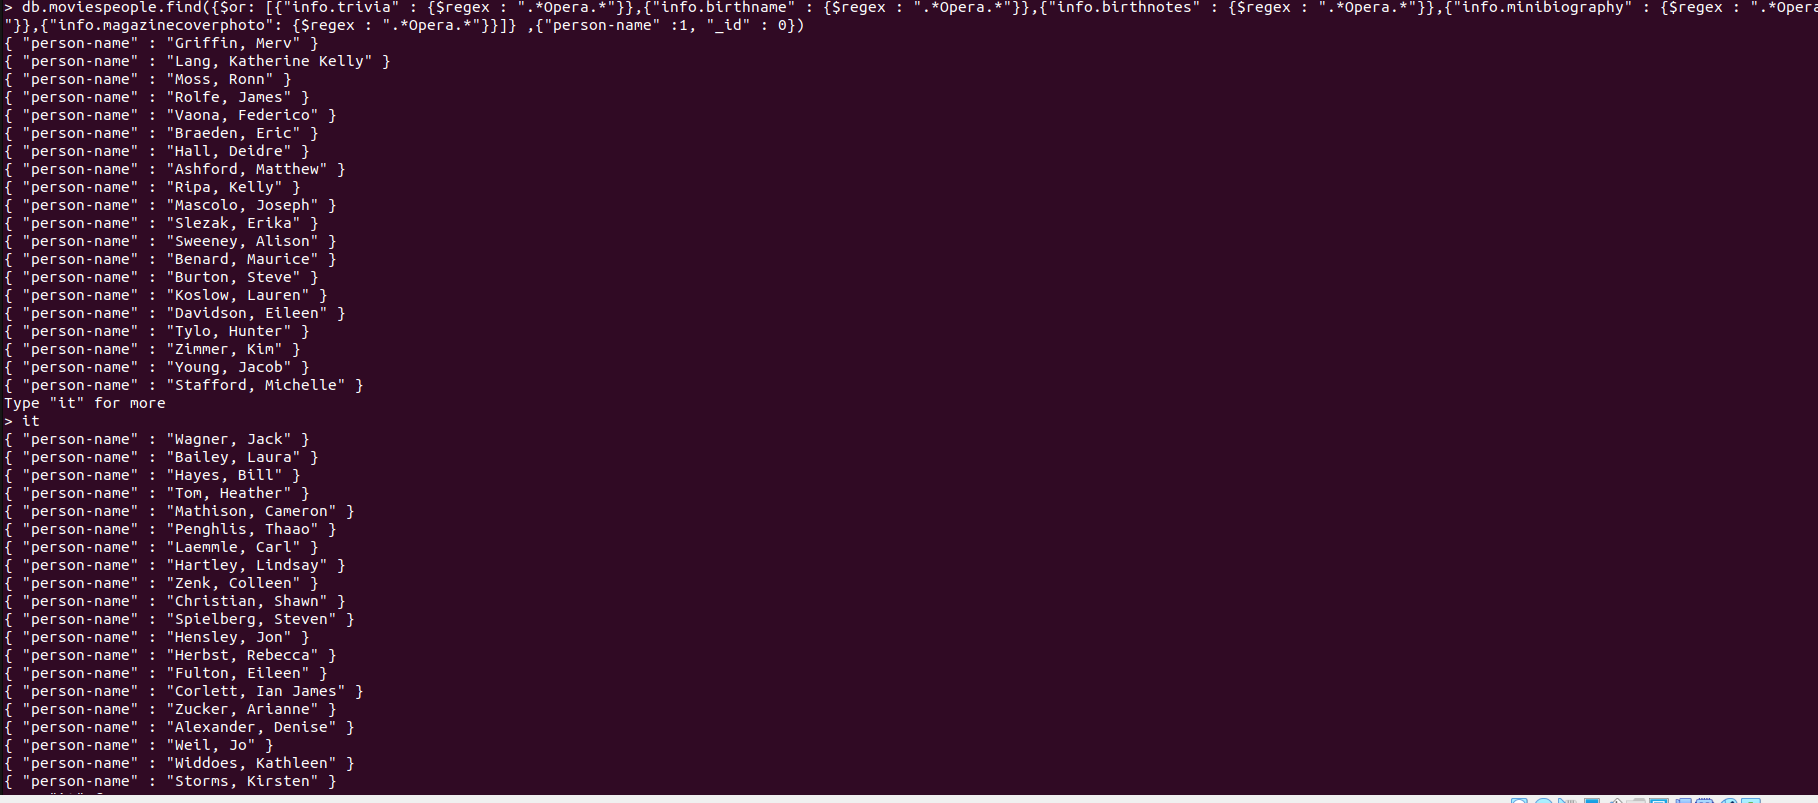 > db.moviespeople.find({$or: [{"info.trivia" : {$regex : ".*Opera.*"}},{"info.birthname" : {$regex : ".*Opera.*"}},{"info.birthnotes" : {$regex : ".*Opera.*"}},{"info.minibiography" : {$regex : ".*Opera
"}},{"info.magazinecoverphoto": {$regex : ".*Opera.*"}}]} ,{"person-name" :1, "_id" : 0})
{ "person-name" : "Griffin, Merv" }
{ "person-name" : "Lang, Katherine Kelly" }
{ "person-name" : "Moss, Ronn" }
{ "person-name" : "Rolfe, James" }
{ "person-name" : "Vaona, Federico" }
{ "person-name" : "Braeden, Eric" }
{ "person-name" : "Hall, Deidre" }
{ "person-name" : "Ashford, Matthew" }
{ "person-name" : "Ripa, Kelly" }
{ "person-name" : "Mascolo, Joseph" }
{ "person-name" : "Slezak, Erika" }
{ "person-name" : "Sweeney, Alison" }
{ "person-name" : "Benard, Maurice" }
{ "person-name" : "Burton, Steve" }
{ "person-name" : "Koslow, Lauren" }
{ "person-name" : "Davidson, Eileen" }
{ "person-name" : "Tylo, Hunter" }
{ "person-name" : "Zimmer, Kim" }
{ "person-name" : "Young, Jacob" }
{ "person-name" : "Stafford, Michelle" }
Type "it" for more
> it
{ "person-name" : "Wagner, Jack" }
{ "person-name" : "Bailey, Laura" }
{ "person-name" : "Hayes, Bill" }
{ "person-name" : "Tom, Heather" }
{ "person-name" : "Mathison, Cameron" }
{ "person-name" : "Penghlis, Thaao" }
{ "person-name" : "Laemmle, Carl" }
{ "person-name" : "Hartley, Lindsay" }
{ "person-name" : "Zenk, Colleen" }
{ "person-name" : "Christian, Shawn" }
{ "person-name" : "Spielberg, Steven" }
{ "person-name" : "Hensley, Jon" }
{ "person-name" : "Herbst, Rebecca" }
{ "person-name" : "Fulton, Eileen" }
{ "person-name" : "Corlett, Ian James" }
{ "person-name" : "Zucker, Arianne" }
{ "person-name" : "Alexander, Denise" }
{ "person-name" : "Weil, Jo" }
{ "person-name" : "Widdoes, Kathleen" }
{ "person-name" : "Storms, Kirsten" }